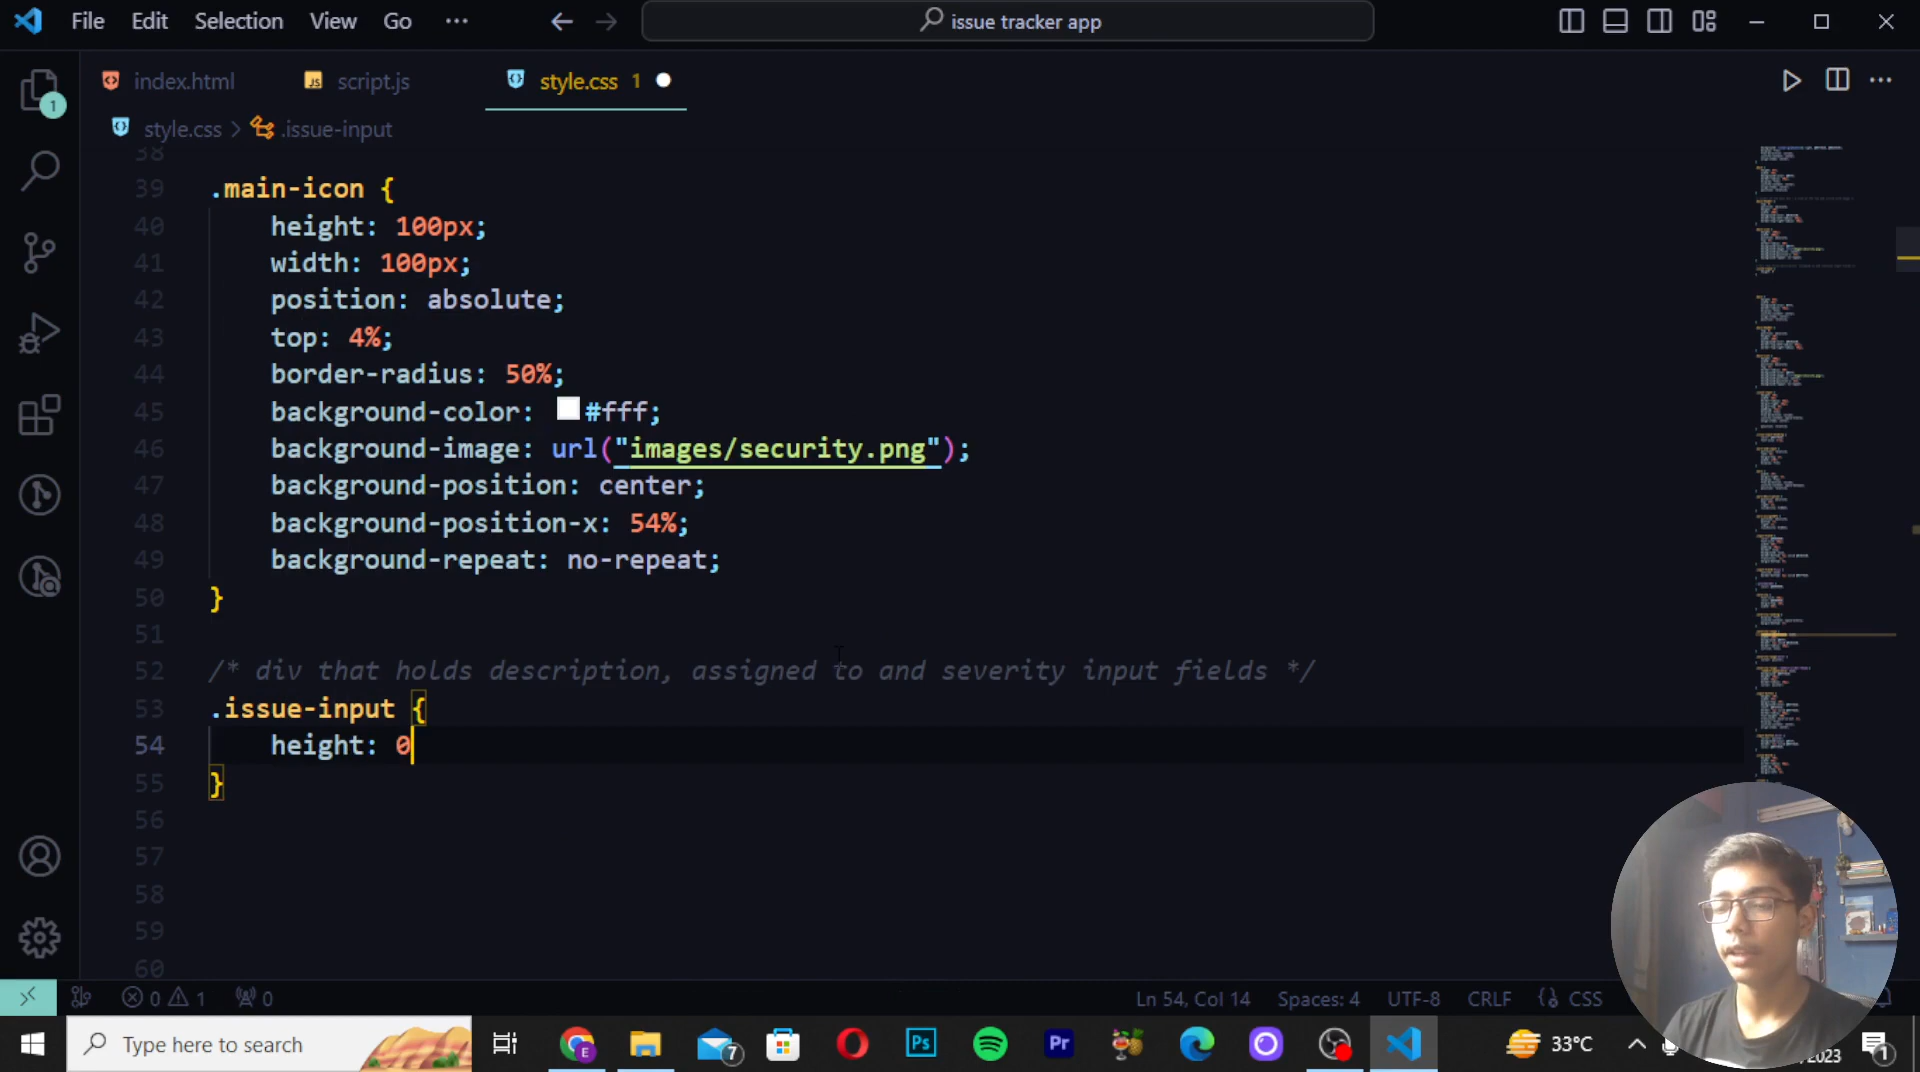 File Edit Selection View Go ··· issue tracker app
index.html script.js style.css 1
style.css > .issue-input
38
39 .main-icon {
40 height: 100px;
41 width: 100px;
42 position: absolute;
43 top: 4%;
44 border-radius: 50%;
45 background-color: #fff;
46 background-image: url("images/security.png");
47 background-position: center;
48 background-position-x: 54%;
49 background-repeat: no-repeat;
50 }
51
52 /* div that holds description, assigned to and severity input fields */
53 .issue-input {
54 height: 0
55 }
56
57
58
59
60
0 1 0 Ln 54, Col 14 Spaces: 4 UTF-8 CRLF CSS
Type here to search 7 33°C 1